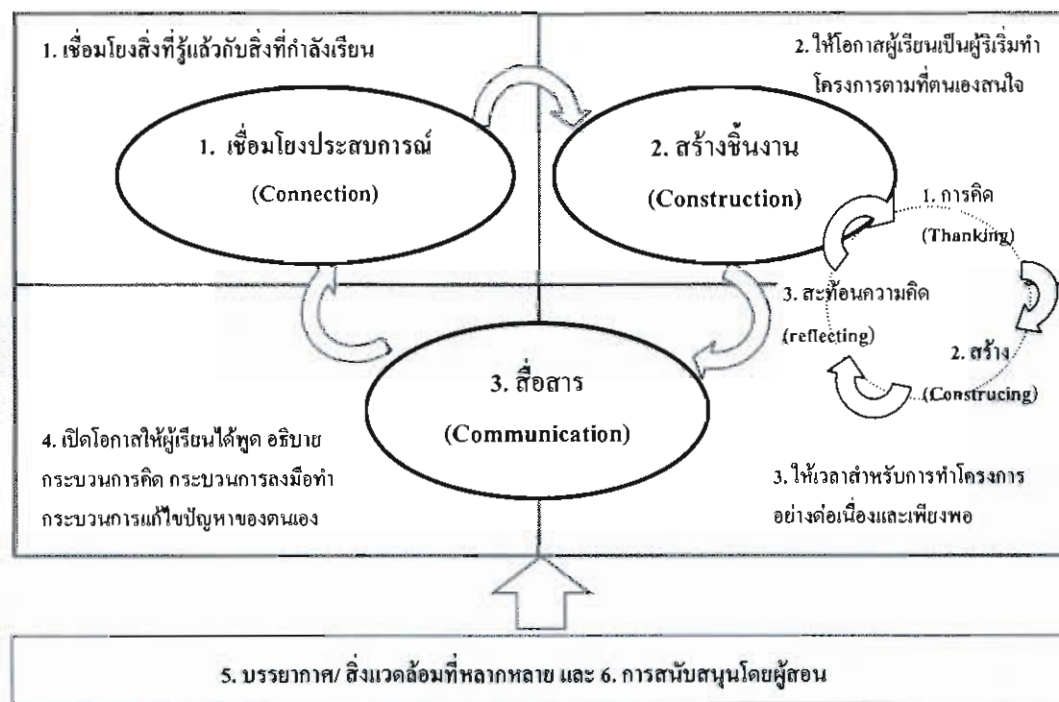 1. เชื่อมโยงสิ่งที่รู้แล้วกับสิ่งที่กำลังเรียน
2. ให้โอกาสผู้เรียนเป็นผู้ริเริ่มทำ
โครงการตามที่ตนเองสนใจ
1. เชื่อมโยงประสบการณ์
(Connection)
2. สร้างชิ้นงาน
(Construction)
1. การคิด
(Thanking)
3. สะท้อนความคิด
(reflecting)
2. สร้าง
(Construcing)
3. สื่อสาร
(Communication)
4. เปิดโอกาสให้ผู้เรียนได้พูด อธิบาย
กระบวนการคิด กระบวนการลงมือทำ
กระบวนการแก้ไขปัญหาของตนเอง
3. ให้เวลาสำหรับการทำโครงการ
อย่างต่อเนื่องและเพียงพอ
5. บรรยากาศ/ สิ่งแวดล้อมที่หลากหลาย และ 6. การสนับสนุนโดยผู้สอน